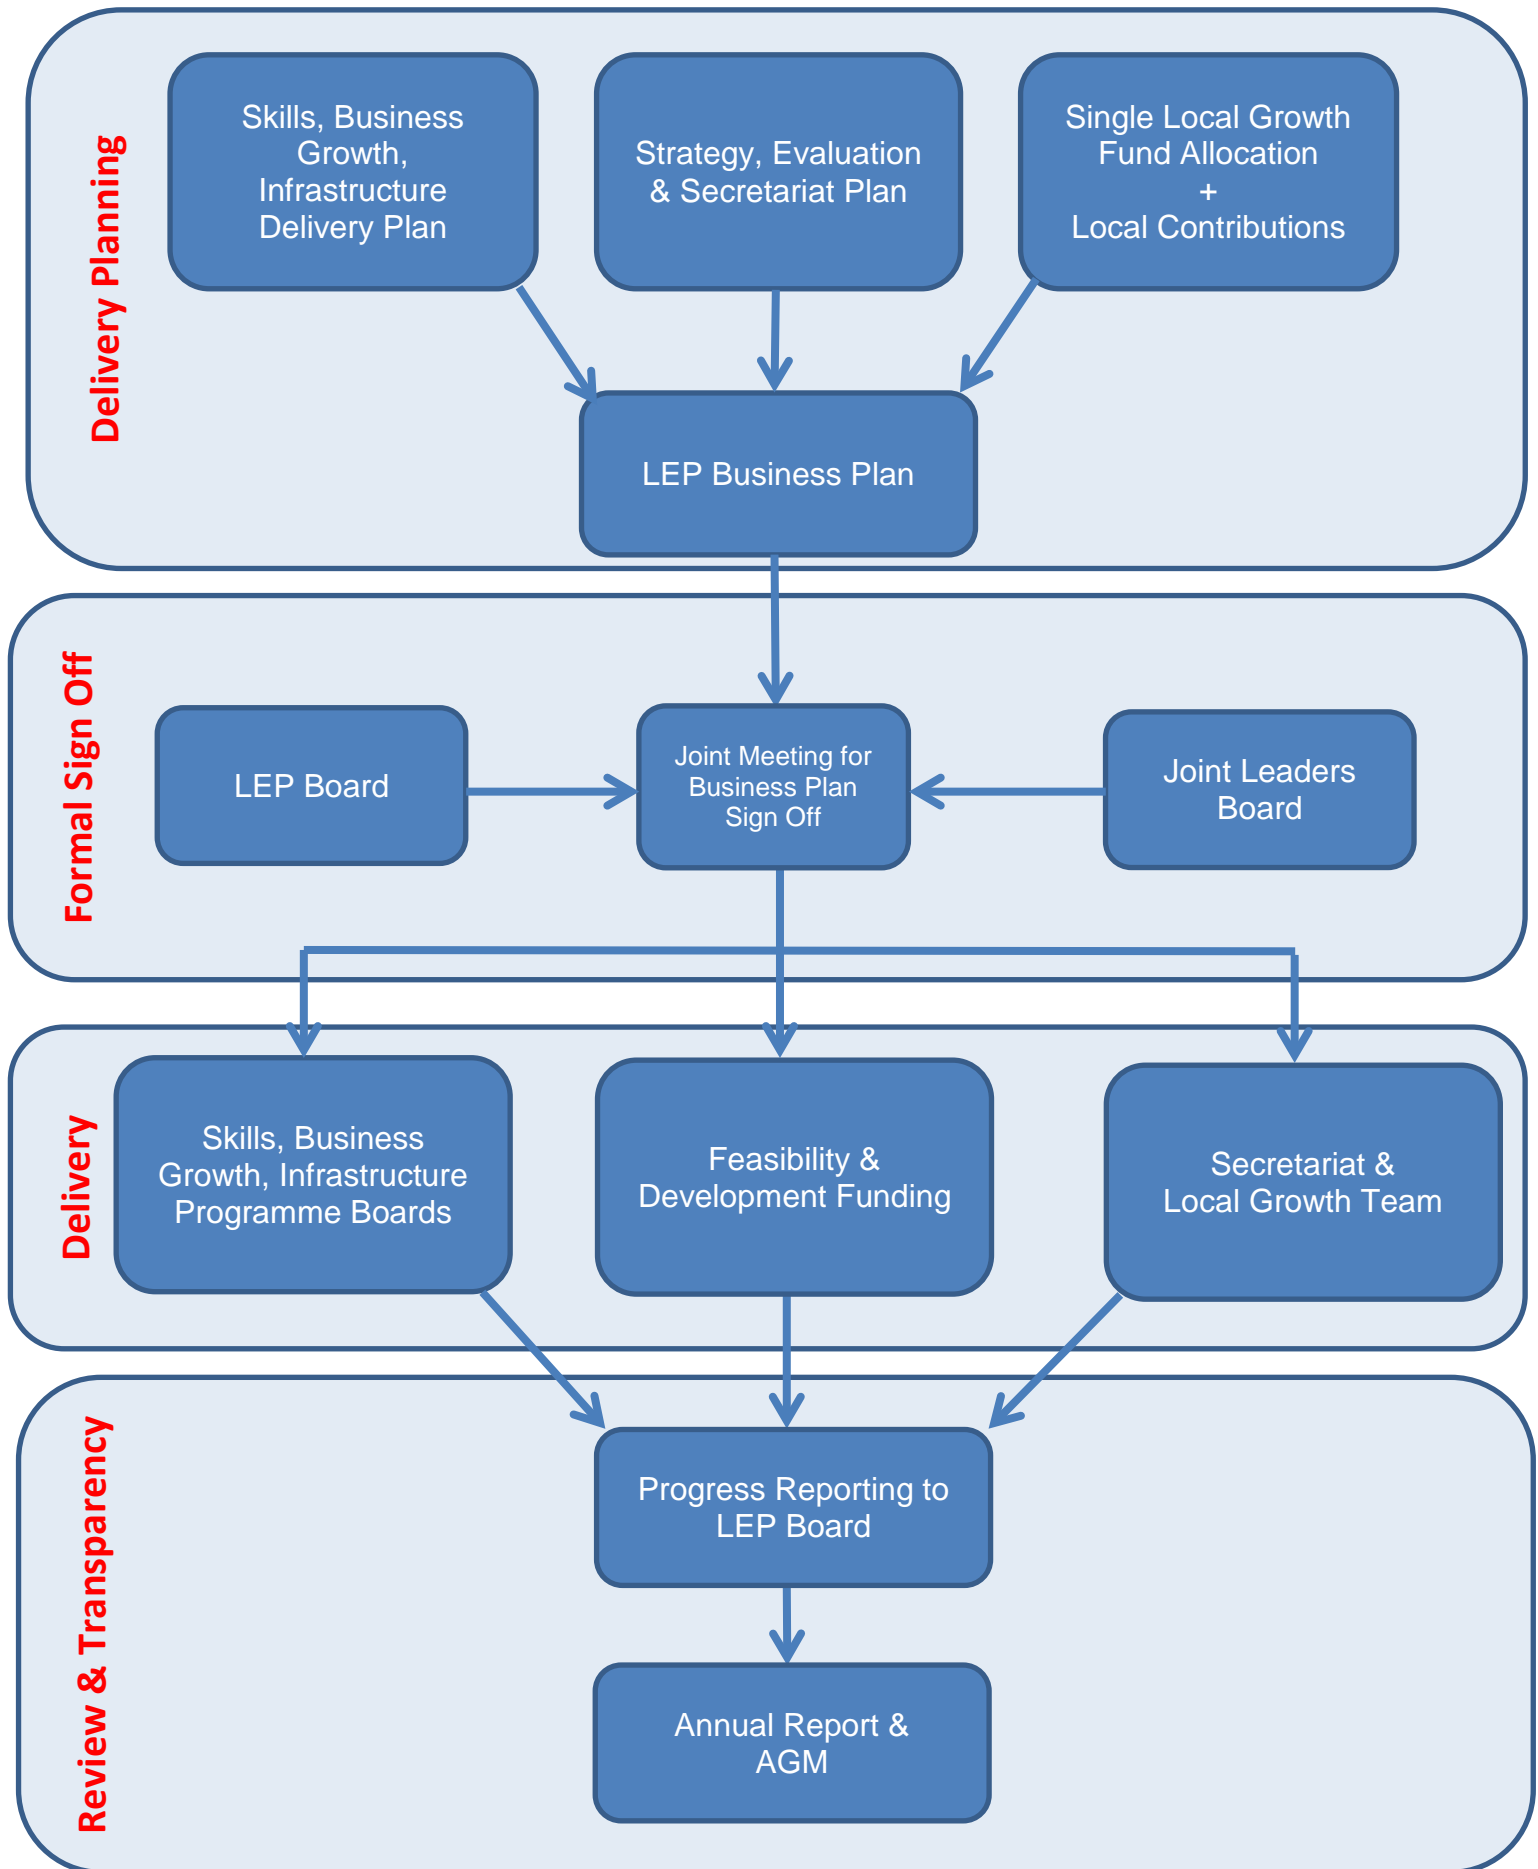 Delivery Planning
Skills, Business
Growth,
Infrastructure
Delivery Plan
Strategy, Evaluation
& Secretariat Plan
Single Local Growth
Fund Allocation
+
Local Contributions
LEP Business Plan
Formal Sign Off
LEP Board
Joint Meeting for
Business Plan
Sign Off
Joint Leaders
Board
Delivery
Skills, Business
Growth, Infrastructure
Programme Boards
Feasibility &
Development Funding
Secretariat &
Local Growth Team
Review & Transparency
Progress Reporting to
LEP Board
Annual Report &
AGM